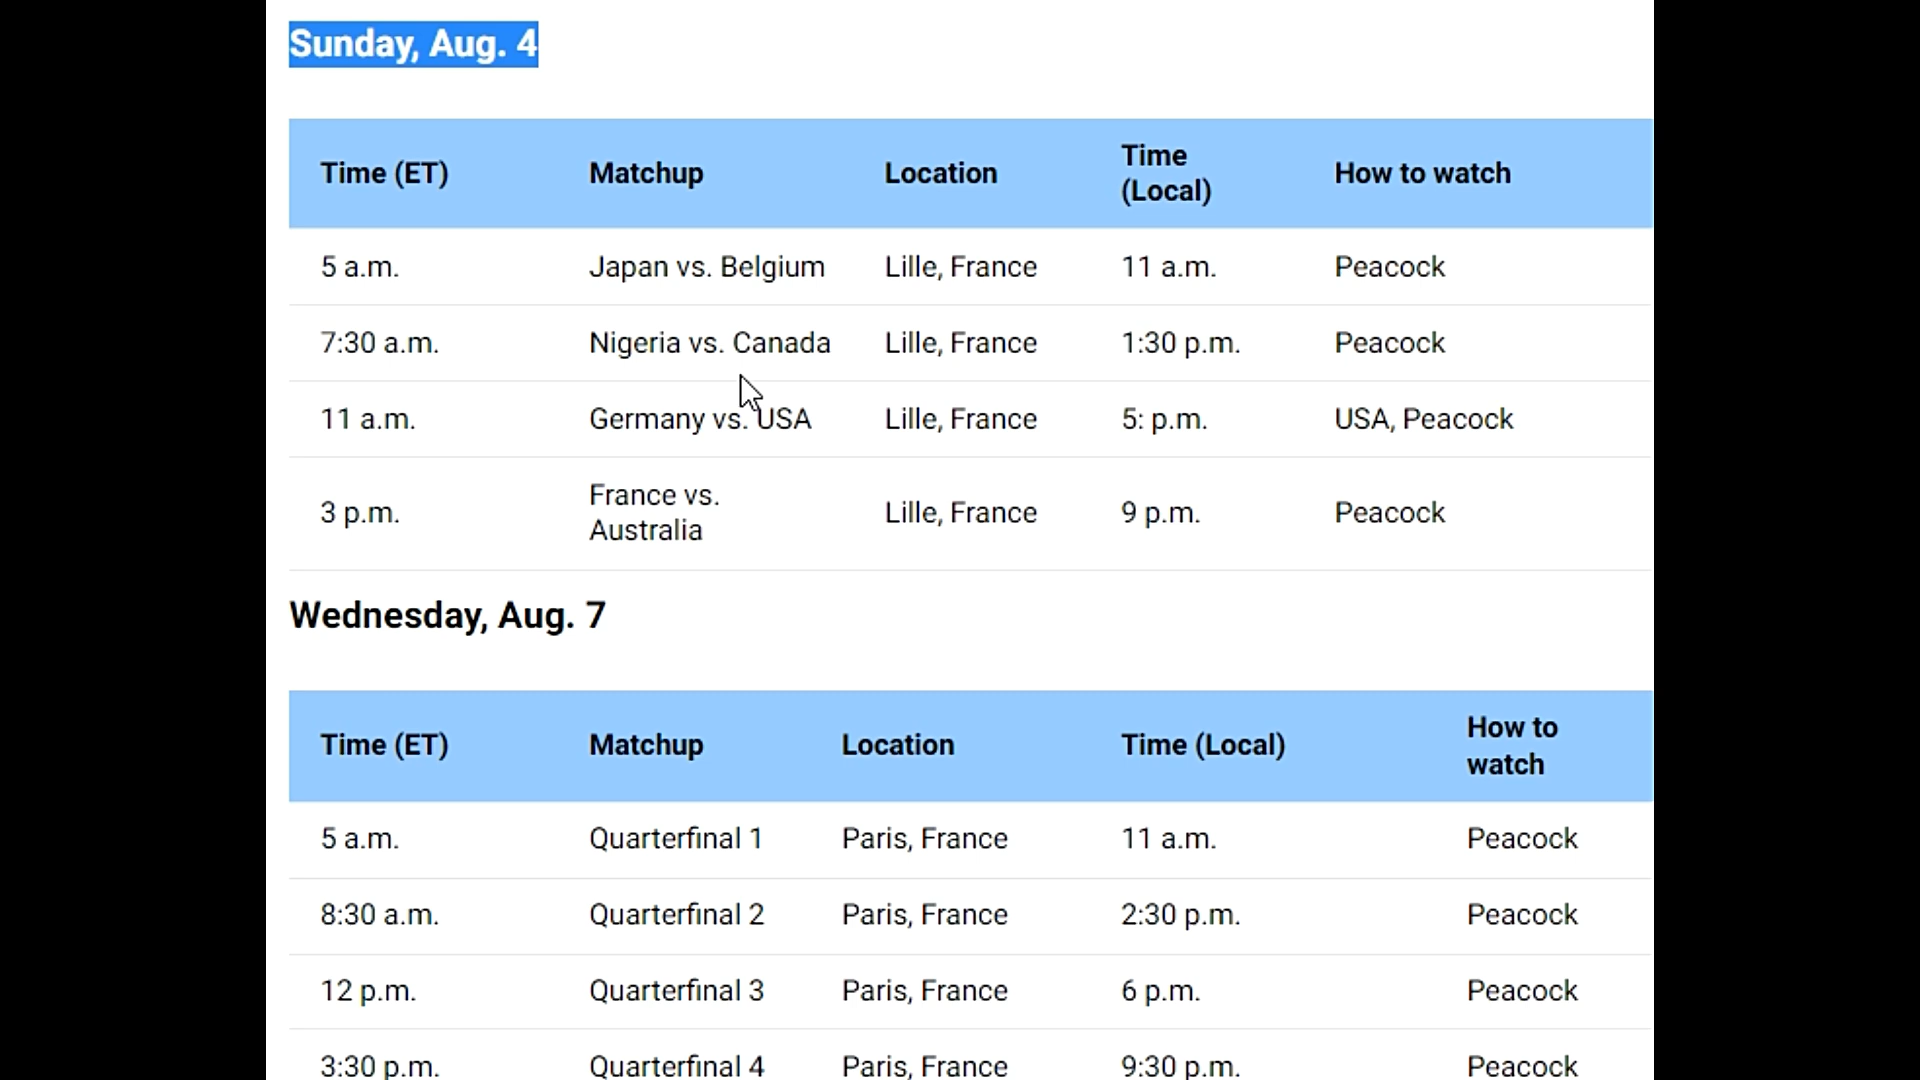 Sunday, Aug. 4
Time (ET) Matchup Location Time (Local) How to watch
5 a.m. Japan vs. Belgium Lille, France 11 a.m. Peacock
7:30 a.m. Nigeria vs. Canada Lille, France 1:30 p.m. Peacock
11 a.m. Germany vs. USA Lille, France 5: p.m. USA, Peacock
3 p.m. France vs. Australia Lille, France 9 p.m. Peacock
Wednesday, Aug. 7
Time (ET) Matchup Location Time (Local) How to watch
5 a.m. Quarterfinal 1 Paris, France 11 a.m. Peacock
8:30 a.m. Quarterfinal 2 Paris, France 2:30 p.m. Peacock
12 p.m. Quarterfinal 3 Paris, France 6 p.m. Peacock
3:30 p.m. Quarterfinal 4 Paris, France 9:30 p.m. Peacock